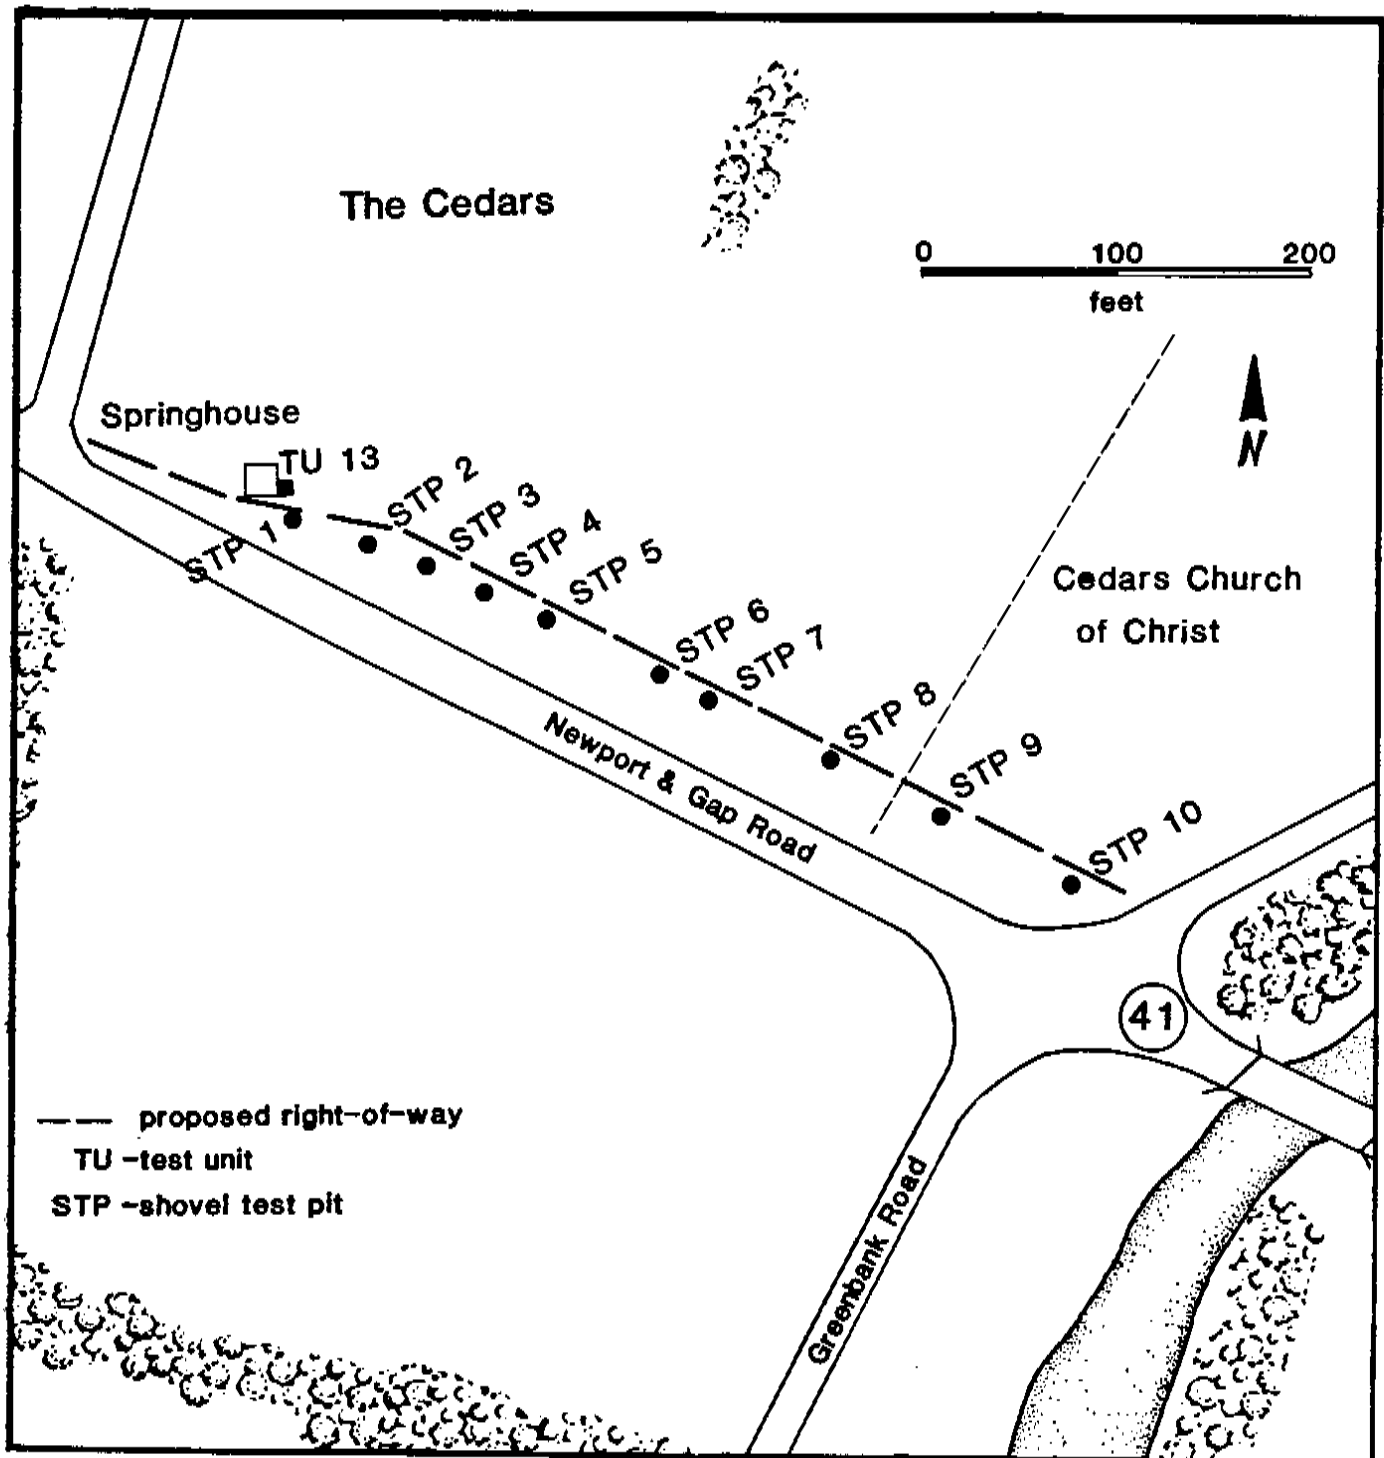 The Cedars
0 100 200
feet
N
Springhouse
TU 13
STP 1
STP 2
STP 3
STP 4
STP 5
STP 6
STP 7
STP 8
STP 9
STP 10
Cedars Church
of Christ
Newport & Gap Road
41
Greenbank Road
proposed right-of-way
TU -test unit
STP -shovel test pit